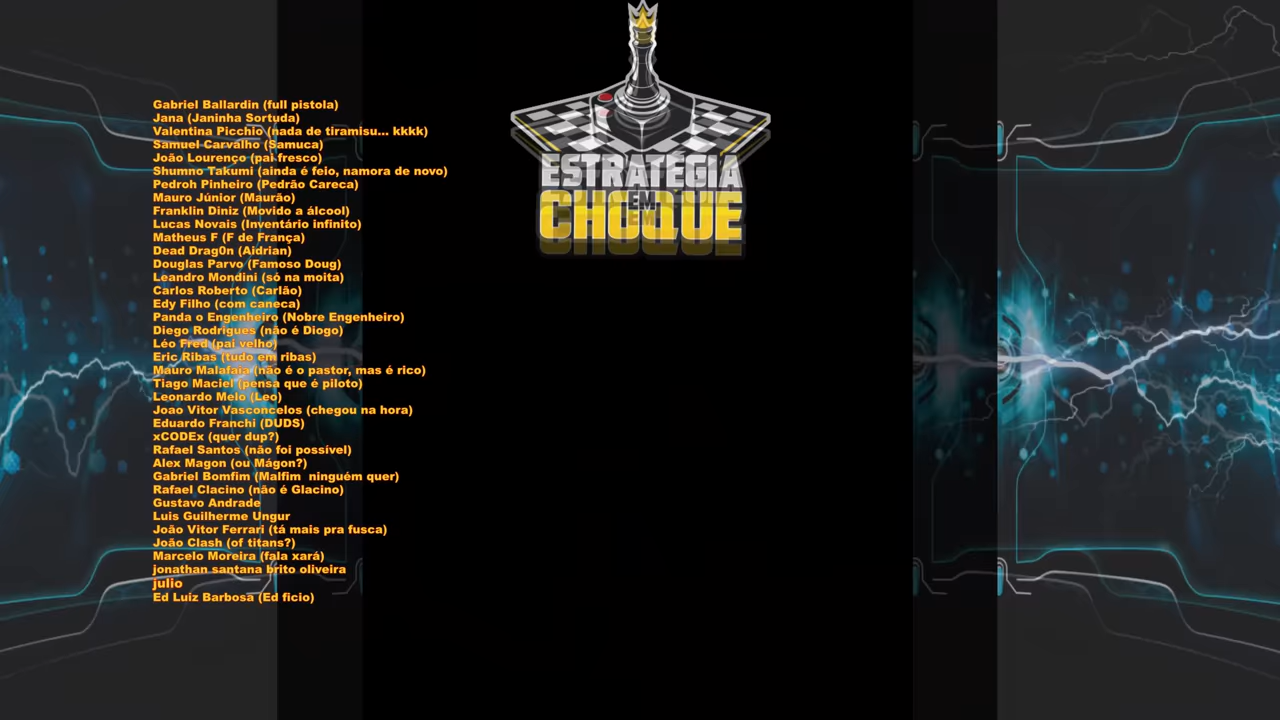 Gabriel Ballardin (full pistola)
Jana (Janinha Sortuda)
Valentina Picchio (nada de tiramisu... kkkk)
Samuel Carvalho (Samuca)
João Lourenço (pai fresco)
Shumno Takumi (ainda é feio, namora de novo)
Pedroh Pinheiro (Pedrão Careca)
Mauro Júnior (Maurão)
Franklin Diniz (Movido a álcool)
Lucas Novais (Inventário infinito)
Matheus F (F de França)
Dead Drag0n (Aidrian)
Douglas Parvo (Famoso Doug)
Leandro Mondini (só na moita)
Carlos Roberto (Carlão)
Edy Filho (com caneca)
Panda o Engenheiro (Nobre Engenheiro)
Diego Rodrigues (não é Diogo)
Léo Fred (pai velho)
Eric Ribas (tudo em ribas)
Mauro Malafaia (não é o pastor, mas é rico)
Tiago Maciel (pensa que é piloto)
Leonardo Melo (Leo)
Joao Vitor Vasconcelos (chegou na hora)
Eduardo Franchi (DUDS)
xCODEx (quer dup?)
Rafael Santos (não foi possível)
Alex Magon (ou Mágon?)
Gabriel Bomfim (Malfim  ninguém quer)
Rafael Clacino (não é Glacino)
Gustavo Andrade
Luis Guilherme Ungur
João Vitor Ferrari (tá mais pra fusca)
João Clash (of titans?)
Marcelo Moreira (fala xará)
jonathan santana brito oliveira
julio
Ed Luiz Barbosa (Ed ficio)
ESTRATÉGIA
EM
CHOQUE